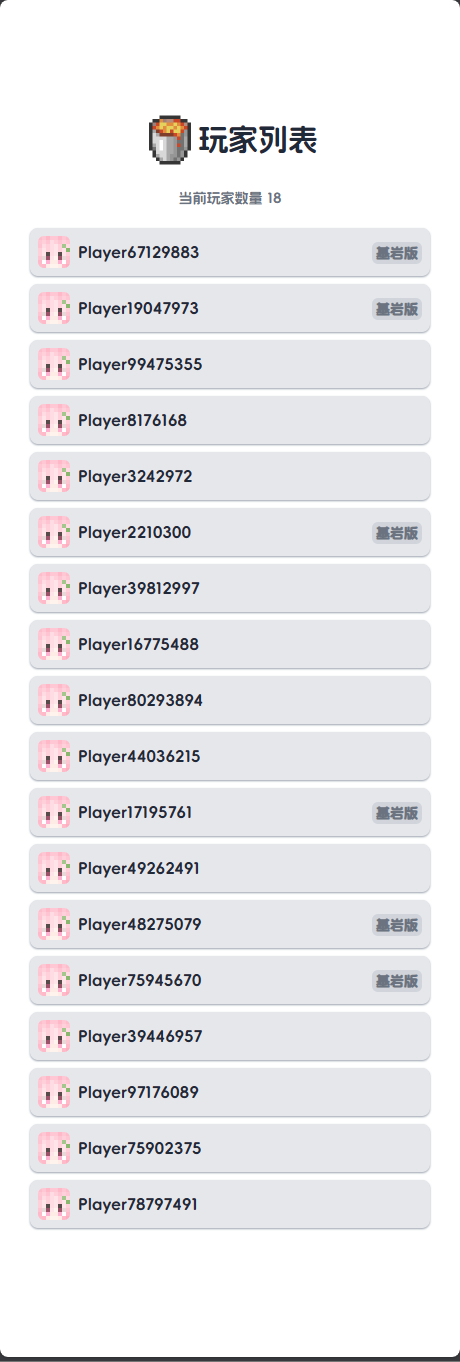 玩家列表
当前玩家数量 18
Player67129883 基岩版
Player19047973 基岩版
Player99475355
Player8176168
Player3242972
Player2210300 基岩版
Player39812997
Player16775488
Player80293894
Player44036215
Player17195761 基岩版
Player49262491
Player48275079 基岩版
Player75945670 基岩版
Player39446957
Player97176089
Player75902375
Player78797491